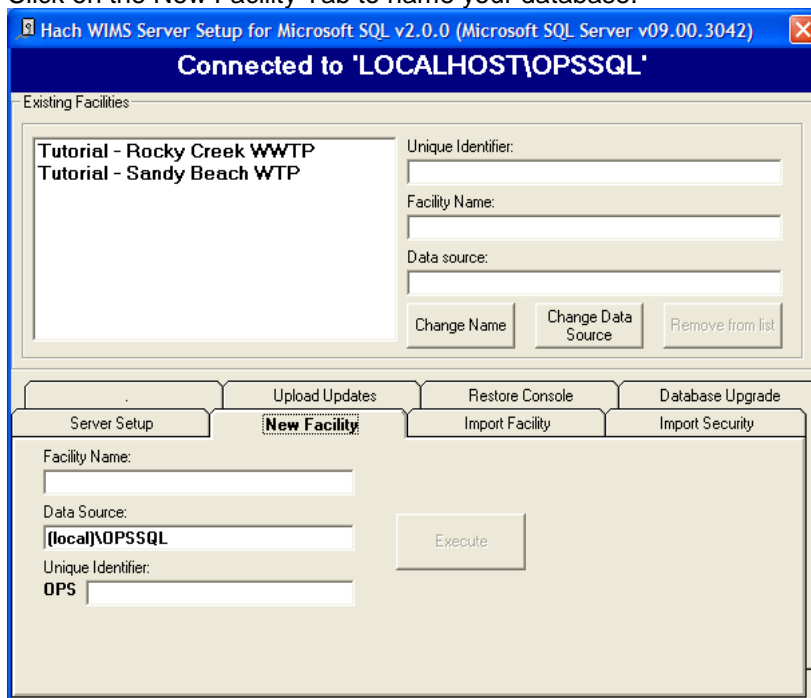 Click on the New Facility Tab to name your database.
Hach WIMS Server Setup for Microsoft SQL v2.0.0 (Microsoft SQL Server v09.00.3042)
Connected to 'LOCALHOST\OPSSQL'
Existing Facilities
Tutorial - Rocky Creek WWTP
Tutorial - Sandy Beach WTP
Unique Identifier:
Facility Name:
Data source:
Change Name
Change Data
Source
Remove from list
.
Upload Updates
Restore Console
Database Upgrade
Server Setup
New Facility
Import Facility
Import Security
Facility Name:
Data Source:
(local)\OPSSQL
Execute
Unique Identifier:
OPS